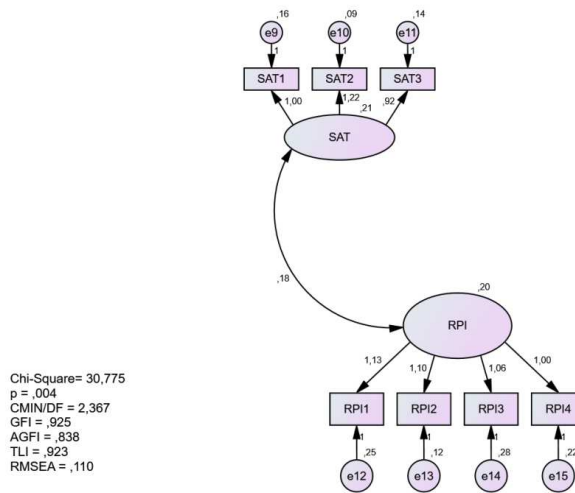 ,16 ,09 ,14
e9 e10 e11
1 1 1
SAT1 SAT2 SAT3
1,00 1,22 ,92
,21
SAT
,18
,20
RPI
1,13 1,10 1,06 1,00
RPI1 RPI2 RPI3 RPI4
1 1 1 1
,25 ,12 ,28 ,22
e12 e13 e14 e15
Chi-Square= 30,775
p = ,004
CMIN/DF = 2,367
GFI = ,925
AGFI = ,838
TLI = ,923
RMSEA = ,110